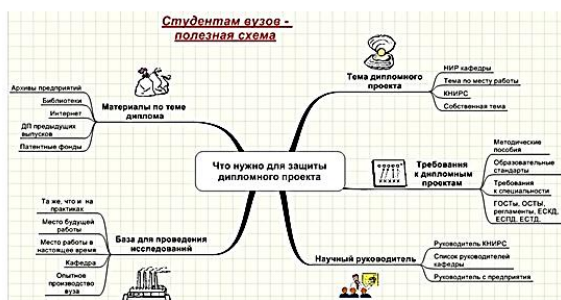 Студентам вузов -
полезная схема
Материалы по теме
диплома
Архивы предприятий
Библиотеки
Интернет
ДП предыдущих
выпусков
Патентные фонды
Тема дипломного
проекта
НИР кафедры
Тема по месту работы
КНИРС
Собственная тема
Что нужно для защиты
дипломного проекта
Требования
к дипломным
проектам
Методические
пособия
Образовательные
стандарты
Требования
к специальности
ГОСТы, ОСТы,
регламенты, ЕСКД,
ЕСПД, ЕСТД.
База для проведения
исследований
Та же, что и на
практиках
Место будущей
работы
Место работы в
настоящее время
Кафедра
Опытное
производство
вуза
Научный руководитель
Руководитель КНИРС
Список руководителей
кафедры
Руководитель с предприятия